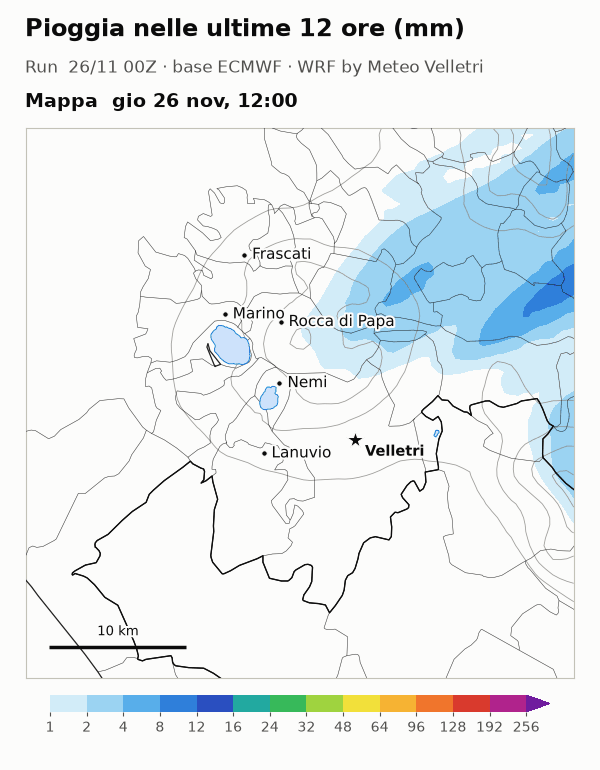 Pioggia nelle ultime 12 ore (mm)
Run  26/11 00Z · base ECMWF · WRF by Meteo Velletri
Mappa  gio 26 nov, 12:00
Frascati
Marino
Rocca di Papa
Nemi
Velletri
Lanuvio
10 km
1 2 4 8 12 16 24 32 48 64 96 128 192 256